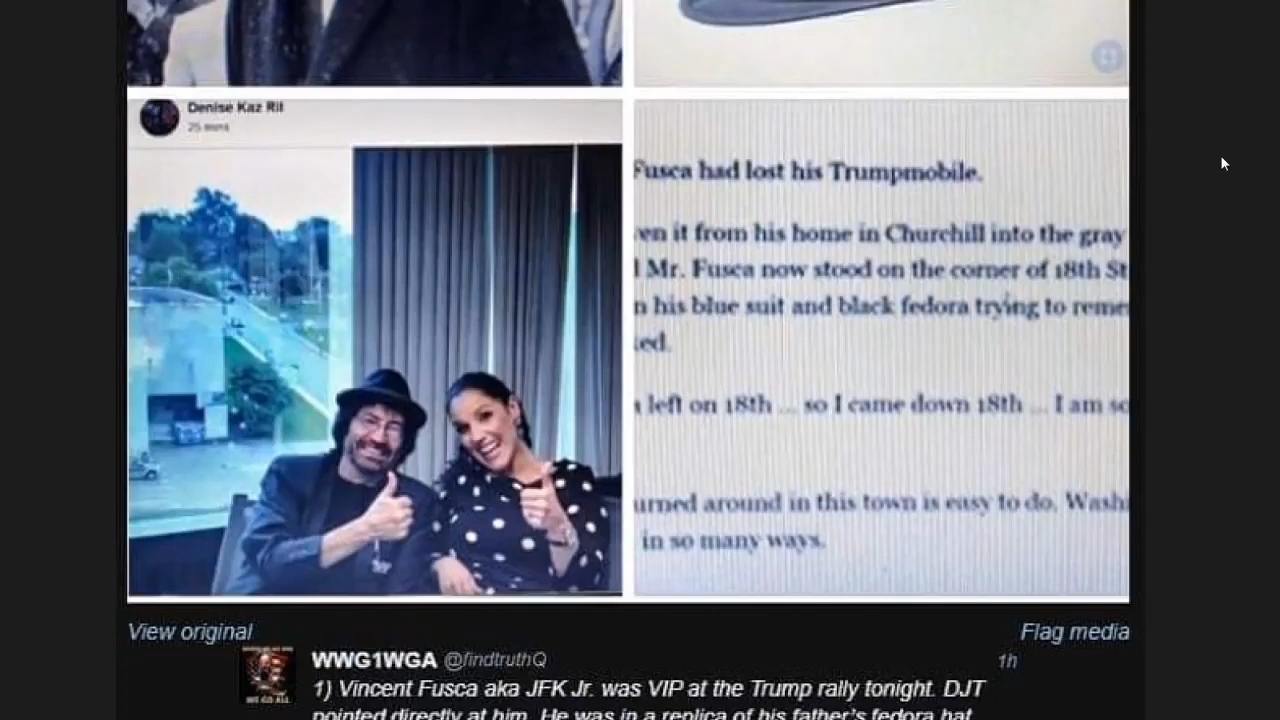 Denise Kaz Ril
25 mins
Fusca had lost his Trumpmobile.
en it from his home in Churchill into the gray
Mr. Fusca now stood on the corner of 18th St
his blue suit and black fedora trying to reme
ed.
left on 18th ... so I came down 18th ... I am so
urned around in this town is easy to do. Wash
in so many ways.
View original
Flag media
WWG1WGA @findtruthQ
1h
1) Vincent Fusca aka JFK Jr. was VIP at the Trump rally tonight. DJT
pointed directly at him. He was in a replica of his father's fedora hat